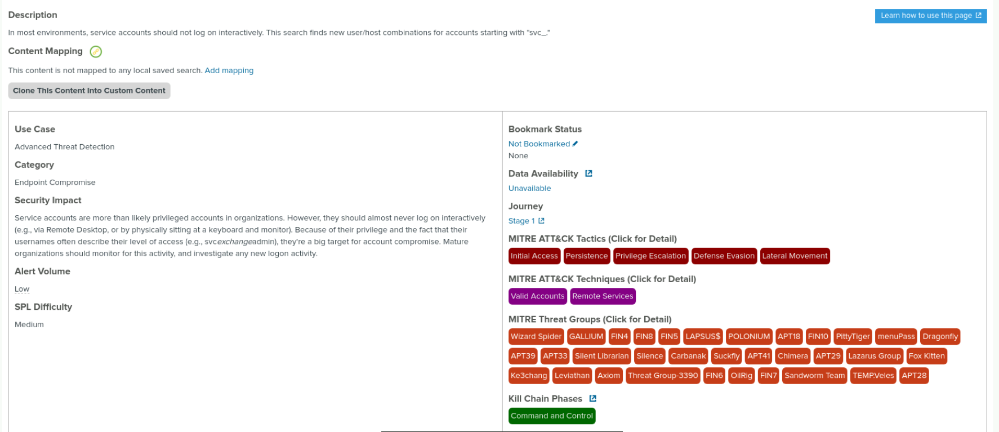 Description
Learn how to use this page
In most environments, service accounts should not log on interactively. This search finds new user/host combinations for accounts starting with "svc_."
Content Mapping
This content is not mapped to any local saved search. Add mapping
Clone This Content Into Custom Content
Use Case
Advanced Threat Detection
Category
Endpoint Compromise
Security Impact
Service accounts are more than likely privileged accounts in organizations. However, they should almost never log on interactively
(e.g., via Remote Desktop, or by physically sitting at a keyboard and monitor). Because of their privilege and the fact that their
usernames often describe their level of access (e.g., svcexchangeadmin), they're a big target for account compromise. Mature
organizations should monitor for this activity, and investigate any new logon activity.
Alert Volume
Low
SPL Difficulty
Medium
Bookmark Status
Not Bookmarked
None
Data Availability
Unavailable
Journey
Stage 1
MITRE ATT&CK Tactics (Click for Detail)
Initial Access Persistence Privilege Escalation Defense Evasion Lateral Movement
MITRE ATT&CK Techniques (Click for Detail)
Valid Accounts Remote Services
MITRE Threat Groups (Click for Detail)
Wizard Spider GALLIUM FIN4 FIN8 FIN5 LAPSUS$ POLONIUM APT18 FIN10 PittyTiger menuPass Dragonfly
APT39 APT33 Silent Librarian Silence Carbanak Suckfly APT41 Chimera APT29 Lazarus Group Fox Kitten
Ke3chang Leviathan Axiom Threat Group-3390 FIN6 OilRig FIN7 Sandworm Team TEMP.Veles APT28
Kill Chain Phases
Command and Control